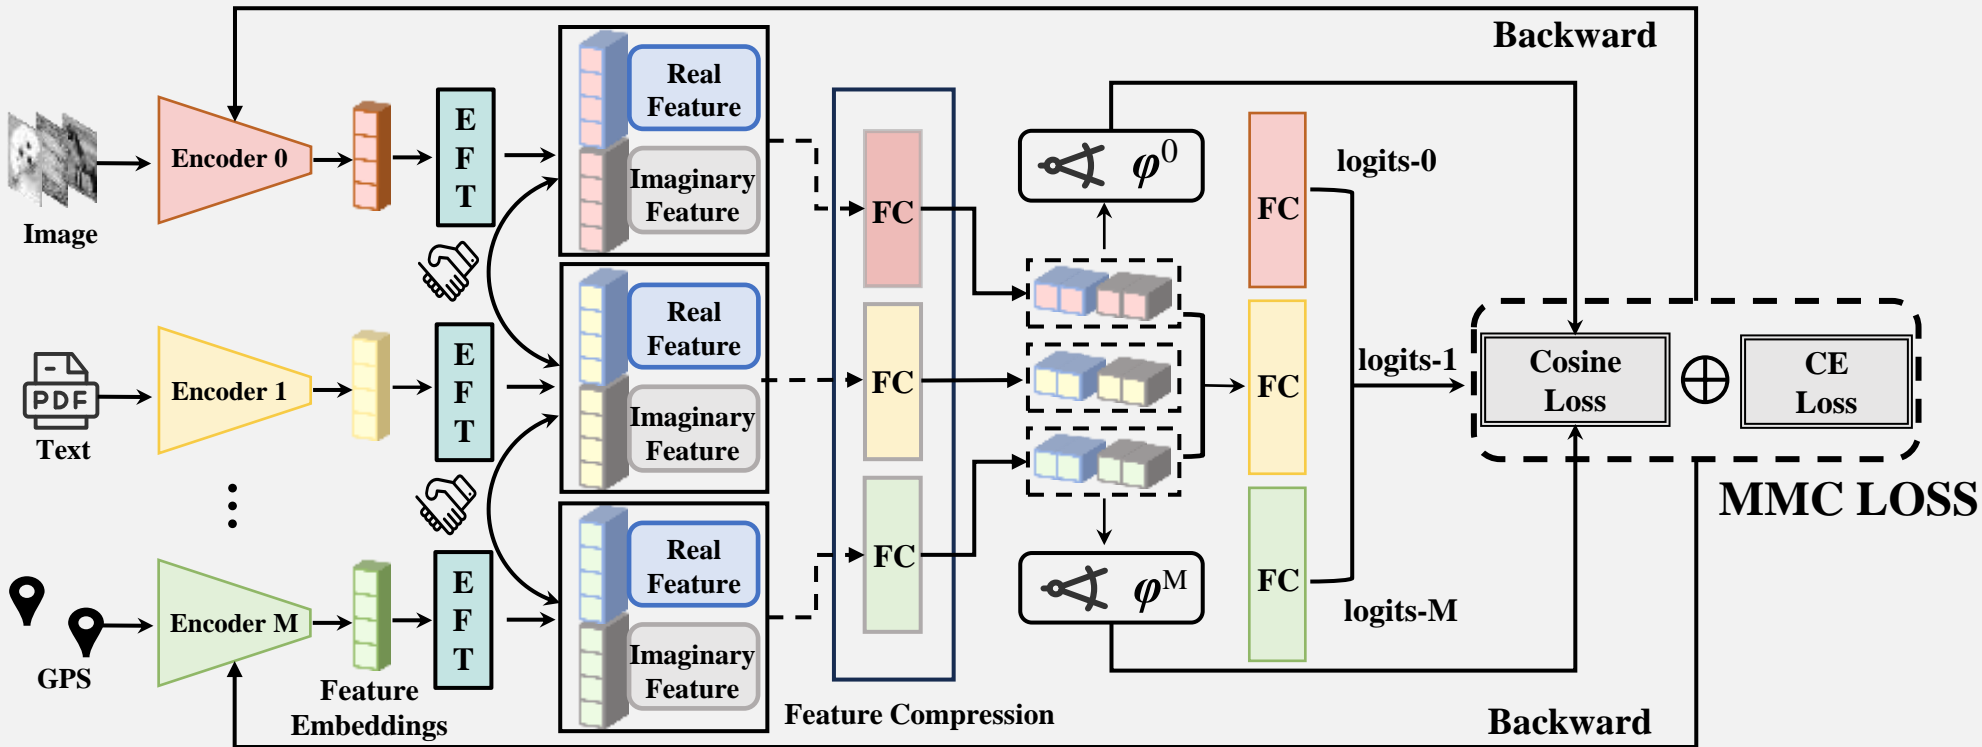 Backward
Image
Encoder 0
E
F
T
Real
Feature
Imaginary
Feature
FC
φ⁰
FC
logits-0
PDF
Text
Encoder 1
E
F
T
Real
Feature
Imaginary
Feature
FC
FC
logits-1
Cosine
Loss
CE
Loss
MMC LOSS
GPS
Encoder M
Feature
Embeddings
E
F
T
Real
Feature
Imaginary
Feature
FC
Feature Compression
φᴹ
FC
logits-M
Backward